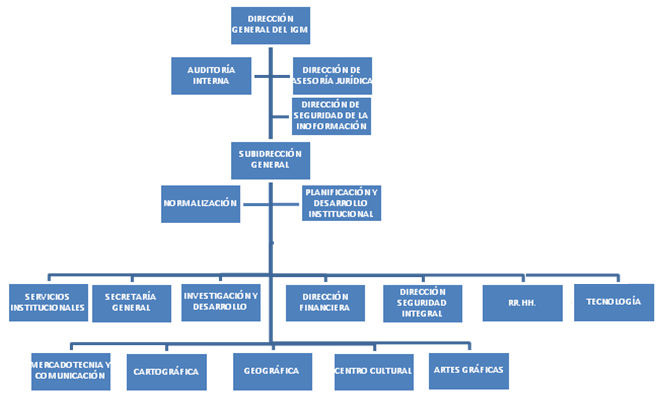 DIRECCIÓN
GENERAL DEL IGM
AUDITORÍA
INTERNA
DIRECCIÓN DE
ASESORÍA JURÍDICA
DIRECCIÓN DE
SEGURIDAD DE LA
INOFORMACIÓN
SUBIDRECCIÓN
GENERAL
NORMALIZACIÓN
PLANIFICACIÓN Y
DESARROLLO
INSTITUCIONAL
SERVICIOS
INSTITUCIONALES
SECRETARÍA
GENERAL
INVESTIGACIÓN Y
DESARROLLO
DIRECCIÓN
FINANCIERA
DIRECCIÓN
SEGURIDAD
INTEGRAL
RR.HH.
TECNOLOGÍA
MERCADOTECNIA Y
COMUNICACIÓN
CARTOGRÁFICA
GEOGRÁFICA
CENTRO CULTURAL
ARTES GRÁFICAS